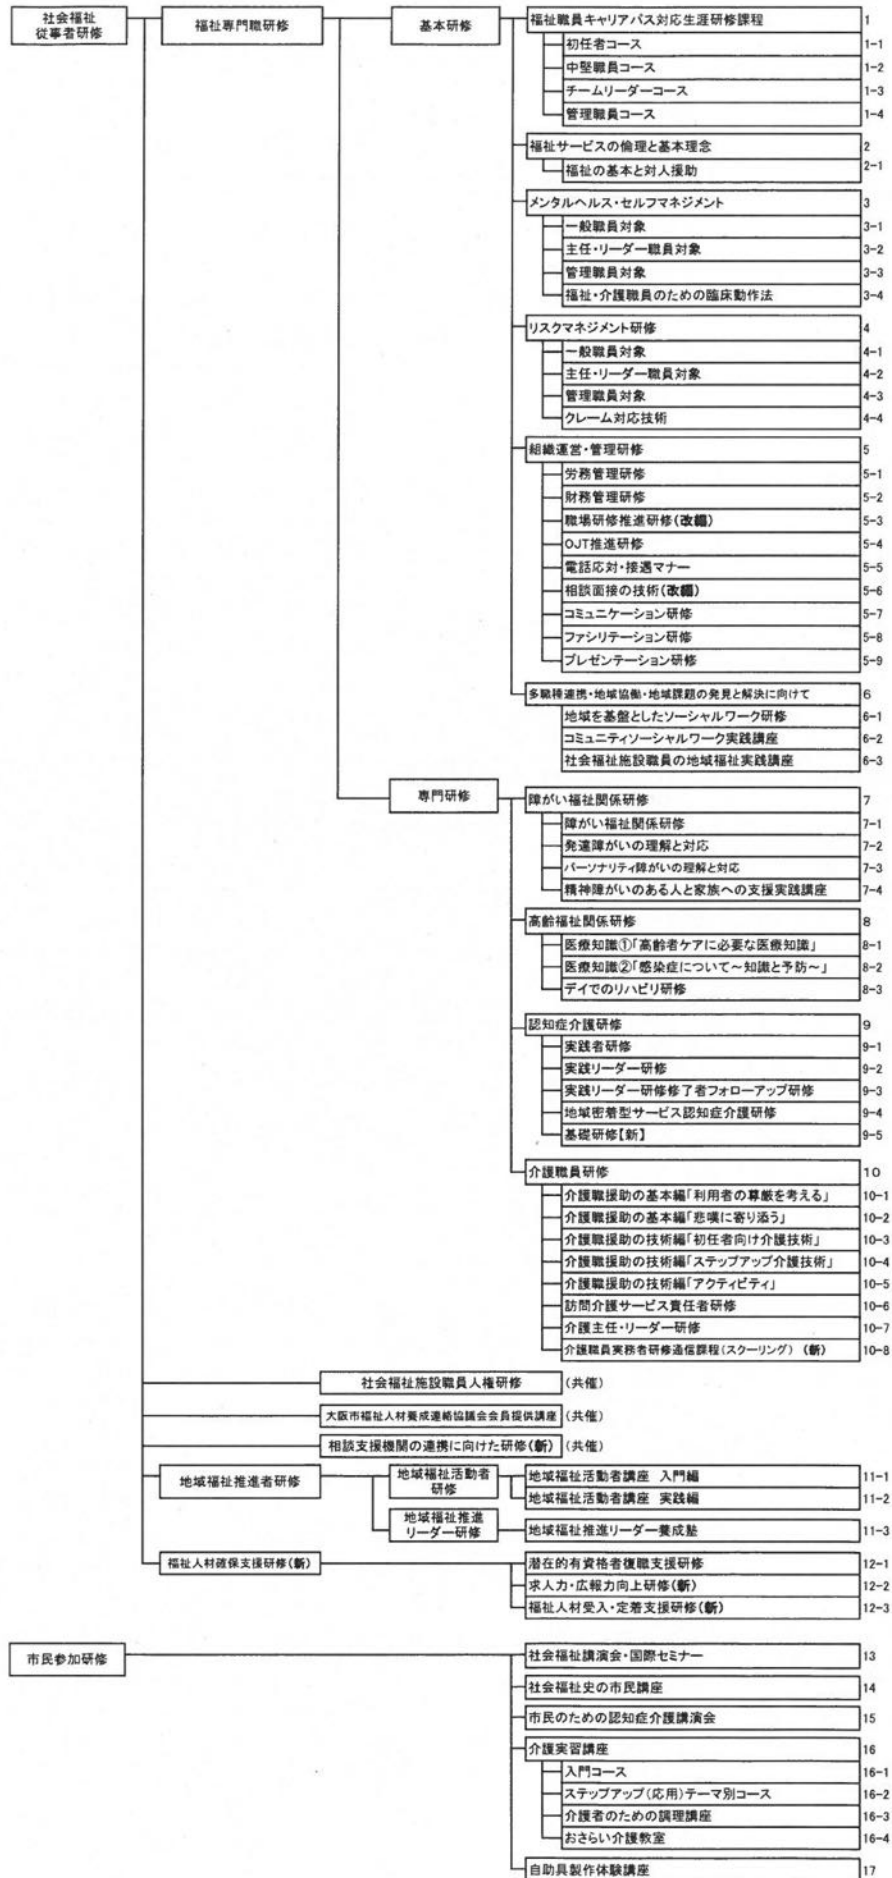 社会福祉
従事者研修
福祉専門職研修
基本研修
福祉職員キャリアパス対応生涯研修課程 1
初任者コース 1-1
中堅職員コース 1-2
チームリーダーコース 1-3
管理職員コース 1-4
福祉サービスの倫理と基本理念 2
福祉の基本と対人援助 2-1
メンタルヘルス・セルフマネジメント 3
一般職員対象 3-1
主任・リーダー職員対象 3-2
管理職員対象 3-3
福祉・介護職員のための臨床動作法 3-4
リスクマネジメント研修 4
一般職員対象 4-1
主任・リーダー職員対象 4-2
管理職員対象 4-3
クレーム対応技術 4-4
組織運営・管理研修 5
労務管理研修 5-1
財務管理研修 5-2
職場研修推進研修(改編) 5-3
OJT推進研修 5-4
電話応対・接遇マナー 5-5
相談面接の技術(改編) 5-6
コミュニケーション研修 5-7
ファシリテーション研修 5-8
プレゼンテーション研修 5-9
多職種連携・地域協働・地域課題の発見と解決に向けて 6
地域を基盤としたソーシャルワーク研修 6-1
コミュニティソーシャルワーク実践講座 6-2
社会福祉施設職員の地域福祉実践講座 6-3
専門研修
障がい福祉関係研修 7
障がい福祉関係研修 7-1
発達障がいの理解と対応 7-2
パーソナリティ障がいの理解と対応 7-3
精神障がいのある人と家族への支援実践講座 7-4
高齢福祉関係研修 8
医療知識①「高齢者ケアに必要な医療知識」 8-1
医療知識②「感染症について～知識と予防～」 8-2
デイでのリハビリ研修 8-3
認知症介護研修 9
実践者研修 9-1
実践リーダー研修 9-2
実践リーダー研修修了者フォローアップ研修 9-3
地域密着型サービス認知症介護研修 9-4
基礎研修【新】 9-5
介護職員研修 10
介護職援助の基本編「利用者の尊厳を考える」 10-1
介護職援助の基本編「悲嘆に寄り添う」 10-2
介護職援助の技術編「初任者向け介護技術」 10-3
介護職援助の技術編「ステップアップ介護技術」 10-4
介護職援助の技術編「アクティビティ」 10-5
訪問介護サービス責任者研修 10-6
介護主任・リーダー研修 10-7
介護職員実務者研修通信課程(スクーリング) (新) 10-8
社会福祉施設職員人権研修 (共催)
大阪市福祉人材養成連絡協議会会員提供講座 (共催)
相談支援機関の連携に向けた研修(新) (共催)
地域福祉推進者研修
地域福祉活動者
研修
地域福祉活動者講座 入門編 11-1
地域福祉活動者講座 実践編 11-2
地域福祉推進
リーダー研修
地域福祉推進リーダー養成塾 11-3
福祉人材確保支援研修(新)
潜在的有資格者復職支援研修 12-1
求人力・広報力向上研修(新) 12-2
福祉人材受入・定着支援研修(新) 12-3
市民参加研修
社会福祉講演会・国際セミナー 13
社会福祉史の市民講座 14
市民のための認知症介護講演会 15
介護実習講座 16
入門コース 16-1
ステップアップ(応用)テーマ別コース 16-2
介護者のための調理講座 16-3
おさらい介護教室 16-4
自助具製作体験講座 17